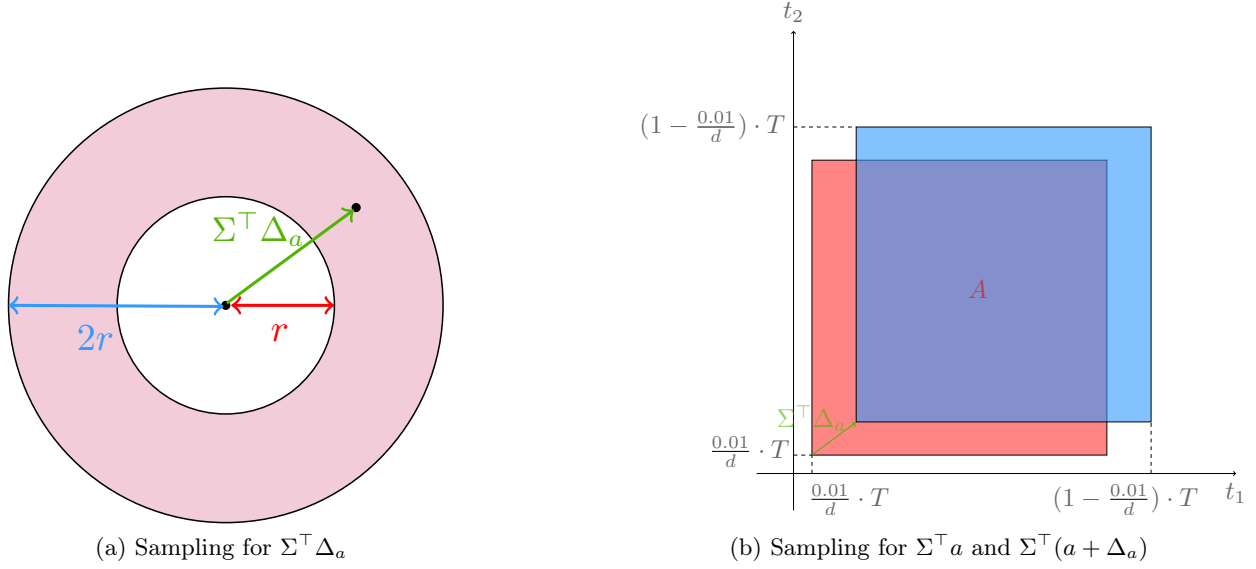 Σ⊤Δₐ
2r
r
(a) Sampling for Σ⊤Δₐ
t₂
(1 − 0.01/d) · T
A
Σ⊤Δₐ
0.01/d · T
0.01/d · T
(1 − 0.01/d) · T
t₁
(b) Sampling for Σ⊤a and Σ⊤(a + Δₐ)